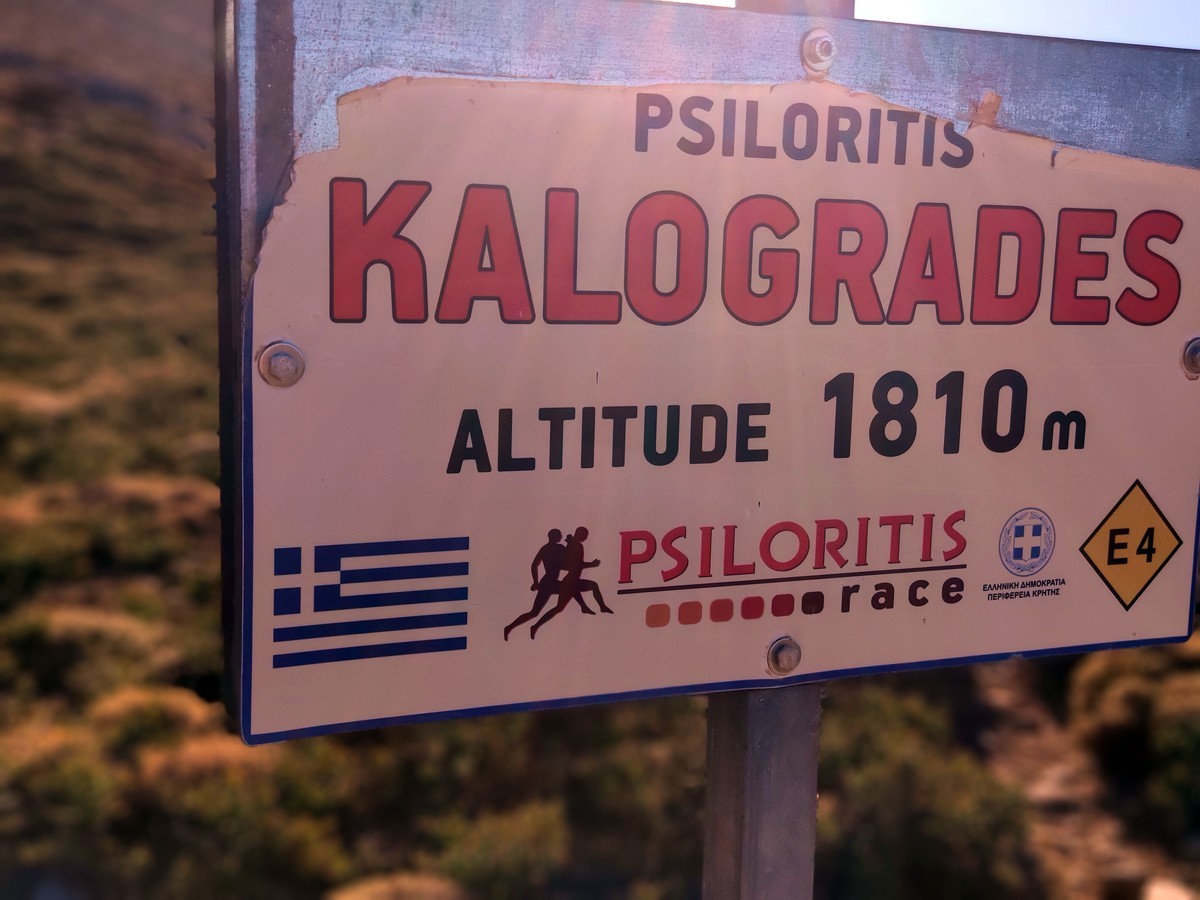 PSILORITIS
KALOGRADES
ALTITUDE 1810 m
PSILORITIS
race
ΕΛΛΗΝΙΚΗ ΔΗΜΟΚΡΑΤΙΑ
ΠΕΡΙΦΕΡΕΙΑ ΚΡΗΤΗΣ
E4